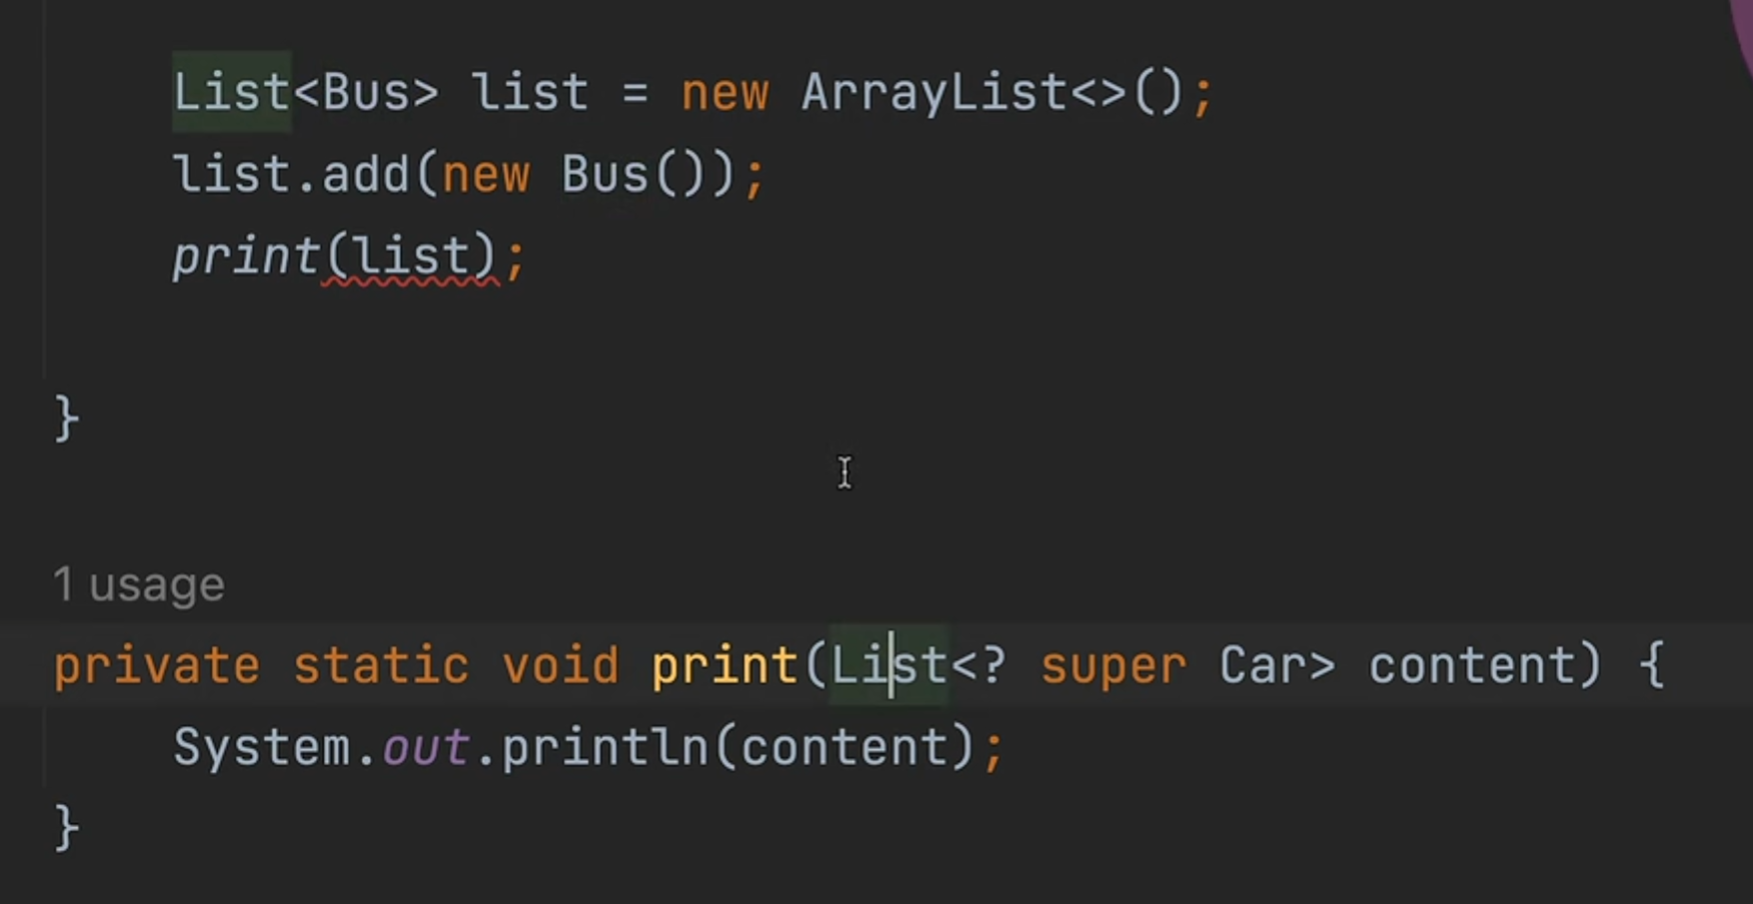 List<Bus> list = new ArrayList<>();
list.add(new Bus());
print(list);
}
1 usage
private static void print(List<? super Car> content) {
System.out.println(content);
}